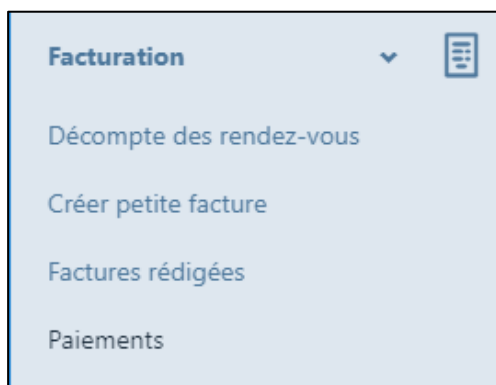 Facturation
Décompte des rendez-vous
Créer petite facture
Factures rédigées
Paiements